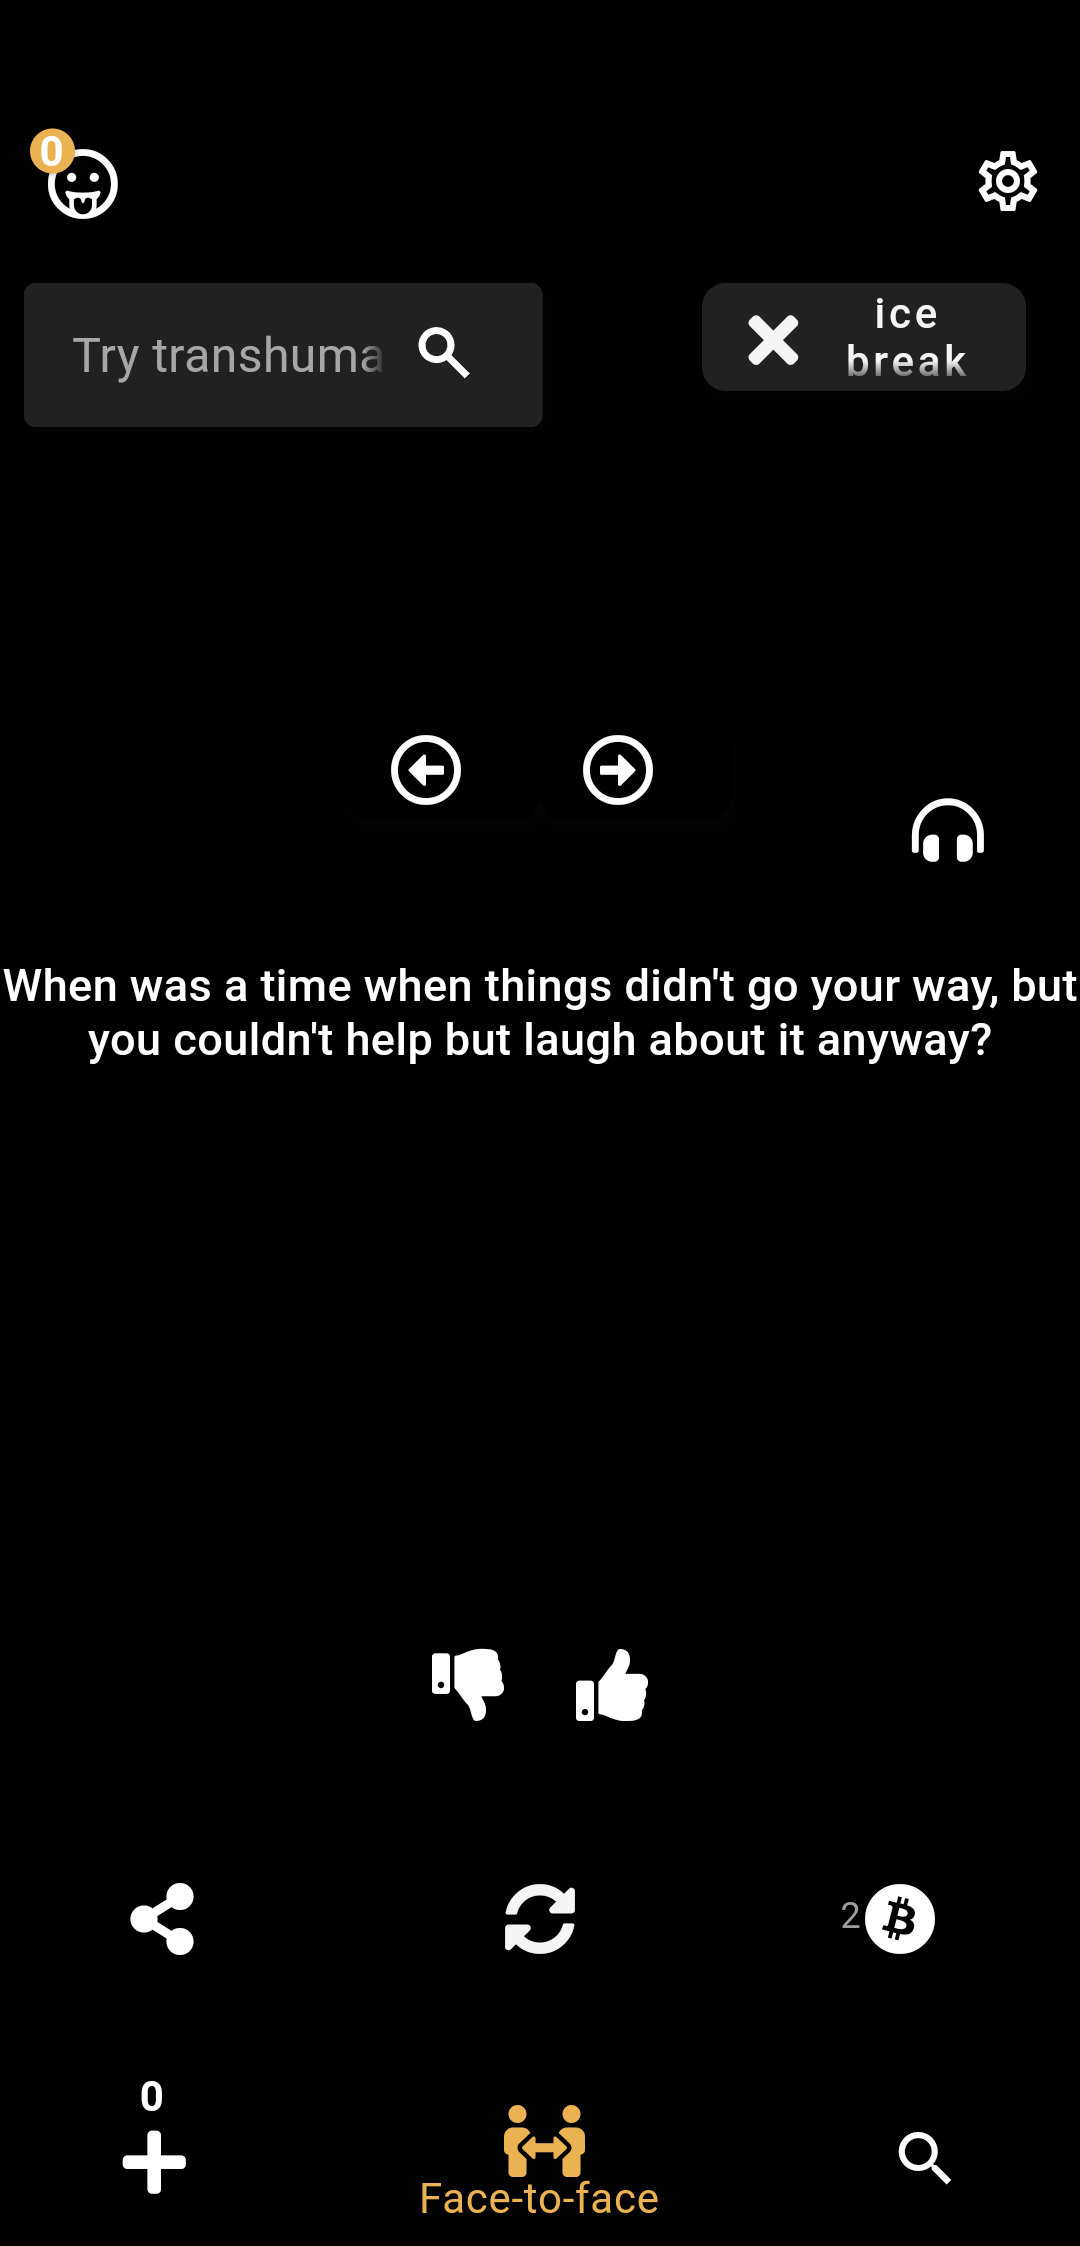 0
Try transhuma
ice
break
When was a time when things didn't go your way, but
you couldn't help but laugh about it anyway?
2
0
Face-to-face